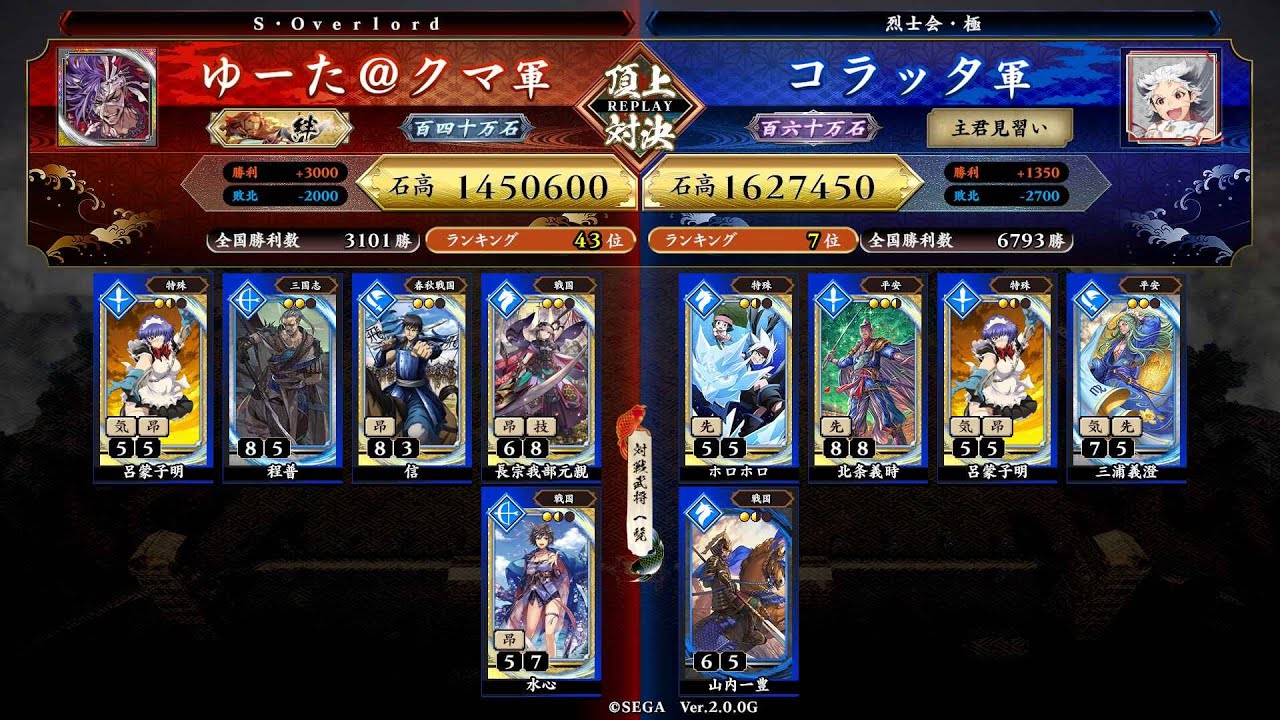 S・Overlord
烈士会・極
ゆーた@クマ軍
頂上
REPLAY
対決
コラッタ軍
絆
百四十万石
百六十万石
主君見習い
勝利 +3000
敗北 -2000
石高 1450600
石高 1627450
勝利 +1350
敗北 -2700
全国勝利数 3101勝
ランキング 43位
ランキング 7位
全国勝利数 6793勝
特殊
三国志
春秋戦国
戦国
特殊
平安
特殊
平安
飛
気 昂
昂
昂 技
先
先
気 昂
気 先
5 5
8 5
8 3
6 8
5 5
8 8
5 5
7 5
呂蒙子明
程普
信
長宗我部元親
ホロホロ
北条義時
呂蒙子明
三浦義澄
対戦武将一覧
戦国
戦国
昂
5 7
6 5
水心
山内一豊
©SEGA Ver.2.0.0G